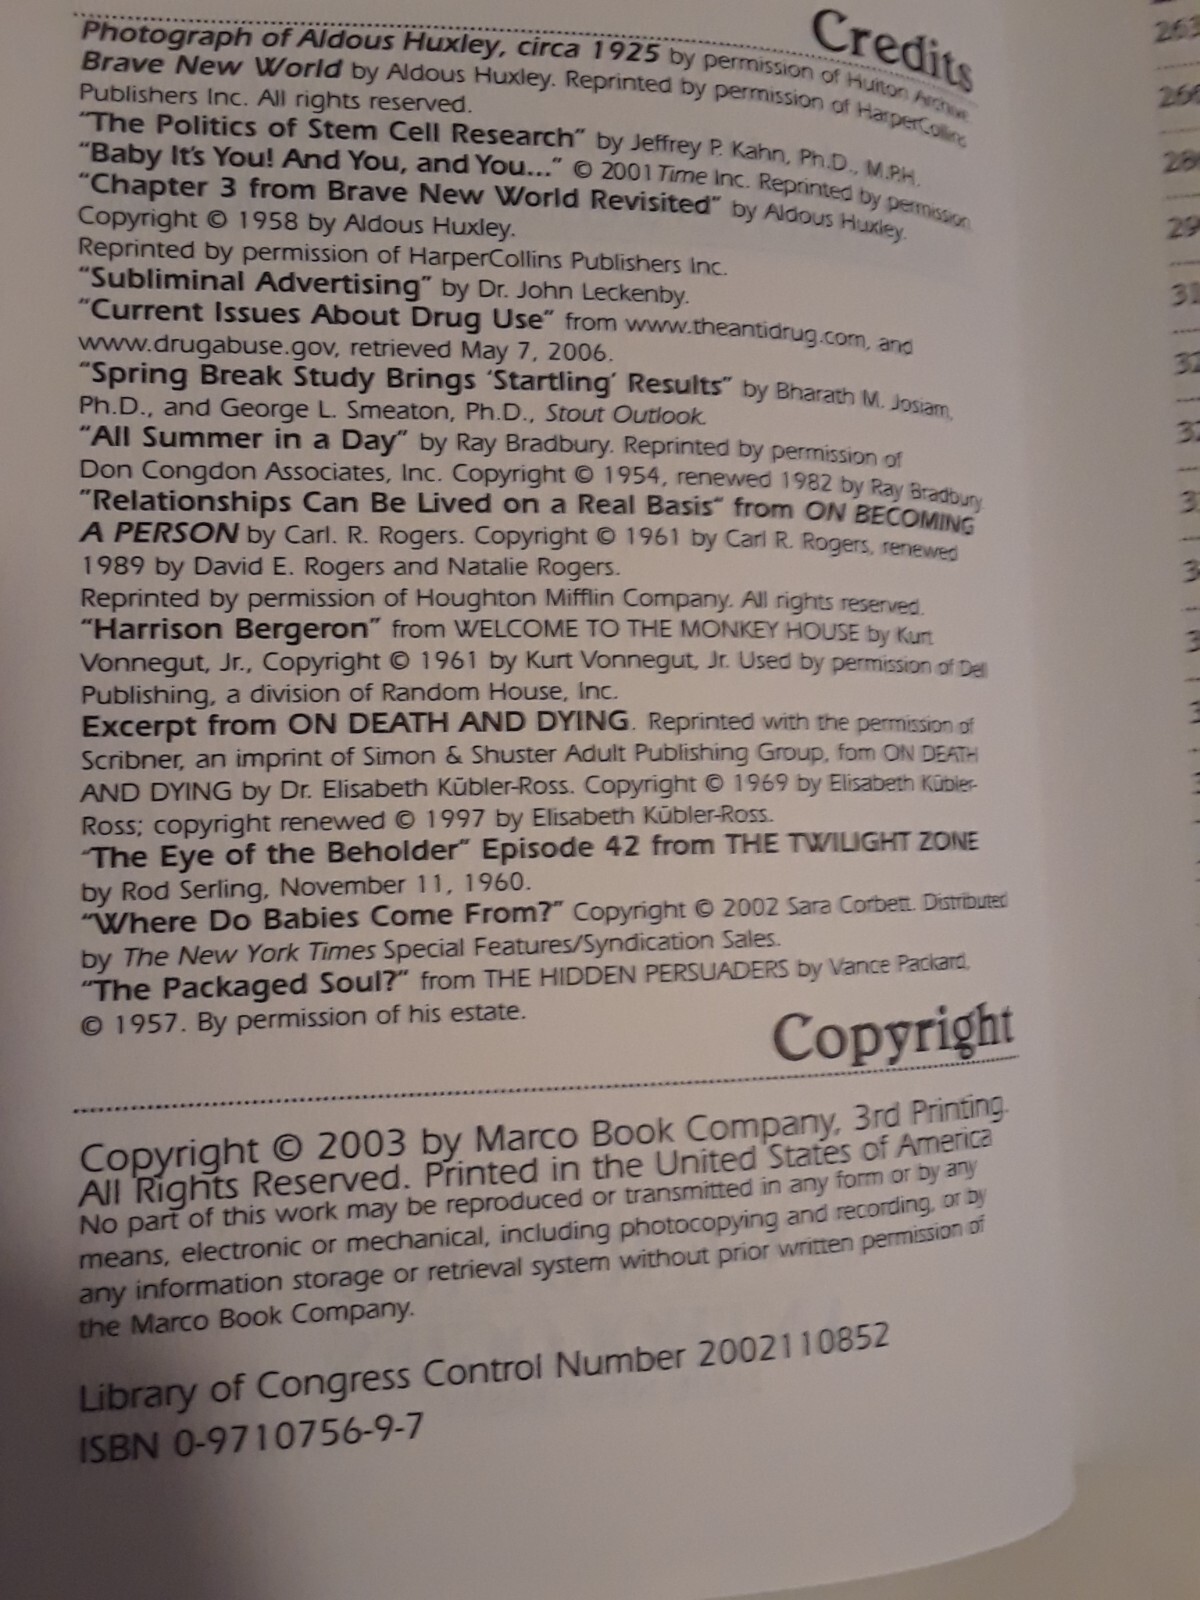 Credits
Photograph of Aldous Huxley, circa 1925 by permission of Hulton Archive
Brave New World by Aldous Huxley. Reprinted by permission of HarperCollins
Publishers Inc. All rights reserved.
"The Politics of Stem Cell Research" by Jeffrey P. Kahn, Ph.D., M.P.H.
"Baby It's You! And You, and You..." © 2001 Time Inc. Reprinted by permission.
"Chapter 3 from Brave New World Revisited" by Aldous Huxley.
Copyright © 1958 by Aldous Huxley.
Reprinted by permission of HarperCollins Publishers Inc.
"Subliminal Advertising" by Dr. John Leckenby.
"Current Issues About Drug Use" from www.theantidrug.com, and
www.drugabuse.gov, retrieved May 7, 2006.
"Spring Break Study Brings 'Startling' Results" by Bharath M. Josiam,
Ph.D., and George L. Smeaton, Ph.D., Stout Outlook.
"All Summer in a Day" by Ray Bradbury. Reprinted by permission of
Don Congdon Associates, Inc. Copyright © 1954, renewed 1982 by Ray Bradbury
"Relationships Can Be Lived on a Real Basis" from ON BECOMING
A PERSON by Carl. R. Rogers. Copyright © 1961 by Carl R. Rogers, renewed
1989 by David E. Rogers and Natalie Rogers.
Reprinted by permission of Houghton Mifflin Company. All rights reserved.
"Harrison Bergeron" from WELCOME TO THE MONKEY HOUSE by Kurt
Vonnegut, Jr., Copyright © 1961 by Kurt Vonnegut, Jr. Used by permission of Dell
Publishing, a division of Random House, Inc.
Excerpt from ON DEATH AND DYING. Reprinted with the permission of
Scribner, an imprint of Simon & Shuster Adult Publishing Group, fom ON DEATH
AND DYING by Dr. Elisabeth Kübler-Ross. Copyright © 1969 by Elisabeth Kübler-
Ross; copyright renewed © 1997 by Elisabeth Kübler-Ross.
"The Eye of the Beholder" Episode 42 from THE TWILIGHT ZONE
by Rod Serling, November 11, 1960.
"Where Do Babies Come From?" Copyright © 2002 Sara Corbett. Distributed
by The New York Times Special Features/Syndication Sales.
"The Packaged Soul?" from THE HIDDEN PERSUADERS by Vance Packard,
© 1957. By permission of his estate.
Copyright
Copyright © 2003 by Marco Book Company, 3rd Printing.
All Rights Reserved. Printed in the United States of America
No part of this work may be reproduced or transmitted in any form or by any
means, electronic or mechanical, including photocopying and recording, or by
any information storage or retrieval system without prior written permission of
the Marco Book Company.
Library of Congress Control Number 2002110852
ISBN 0-9710756-9-7
263